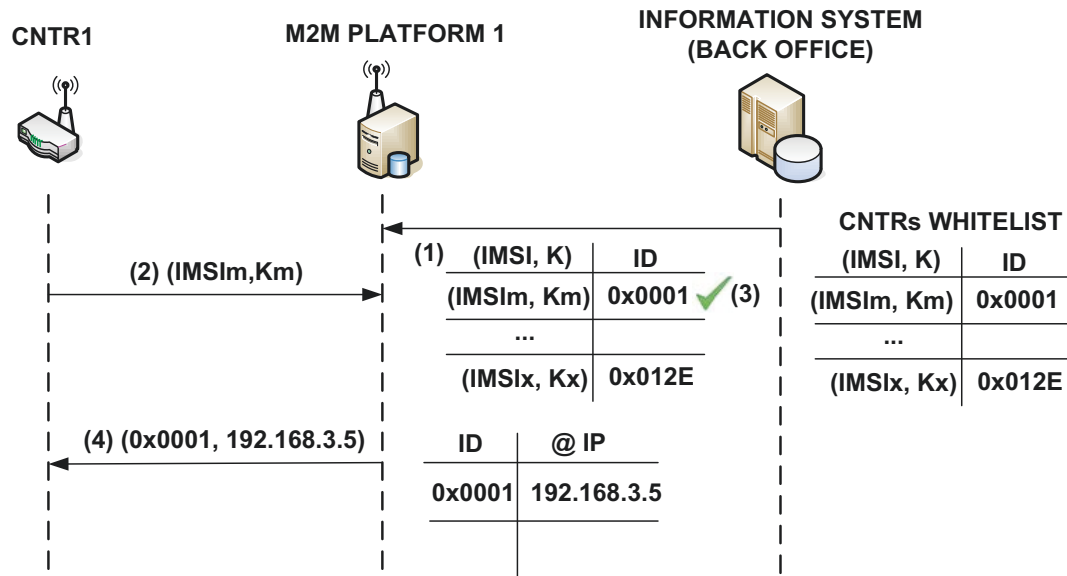 CNTR1
M2M PLATFORM 1
INFORMATION SYSTEM
(BACK OFFICE)
CNTRs WHITELIST
(1) (IMSI, K) ID
(IMSI, K) ID
(2) (IMSIm,Km)
(IMSIm, Km) 0x0001 (3)
(IMSIm, Km) 0x0001
...
...
(IMSIx, Kx) 0x012E
(IMSIx, Kx) 0x012E
(4) (0x0001, 192.168.3.5)
ID @ IP
0x0001 192.168.3.5